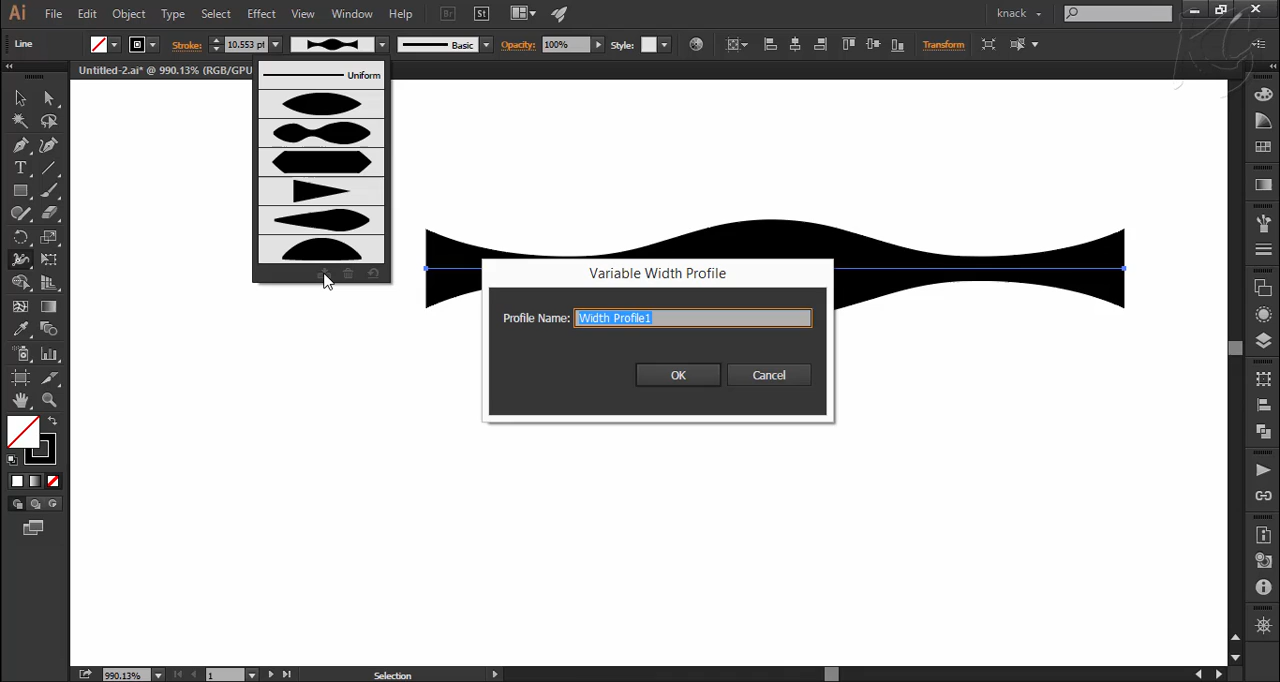 Ai File Edit Object Type Select Effect View Window Help Br St knack
Line Stroke: 10.553 pt Basic Opacity: 100% Style: Transform
Untitled-2.ai* @ 990.13% (RGB/GPU
Uniform
Variable Width Profile
Profile Name: Width Profile1
OK Cancel
990.13% 1 Selection